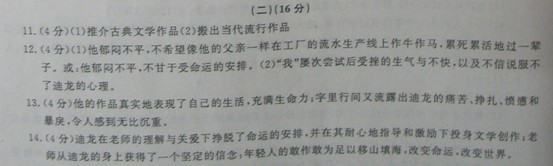 (二)(16分)
11.(4分)(1)推介古典文学作品(2)搬出当代流行作品
12.(4分)(1)他郁闷不平,不希望像他的父亲一样在工厂的流水生产线上作牛作马,累死累活地过一辈
子。或:他郁闷不平,不甘于受命运的安排。(2)“我”屡次尝试后受挫的生气与不快,以及不信说服不
了迪龙的心理。
13.(4分)他的作品真实地表现了自己的生活,充满生命力;字里行间又流露出迪龙的痛苦、挣扎、愤懑和
暴戾,令人感到无比沉重。
14.(4分)迪龙在老师的理解与关爱下挣脱了命运的安排,并在其耐心地指导和激励下投身文学创作;老
师从迪龙的身上获得了一个坚定的信念:年轻人的敢作敢为足以移山填海,改变命运,改变世界。